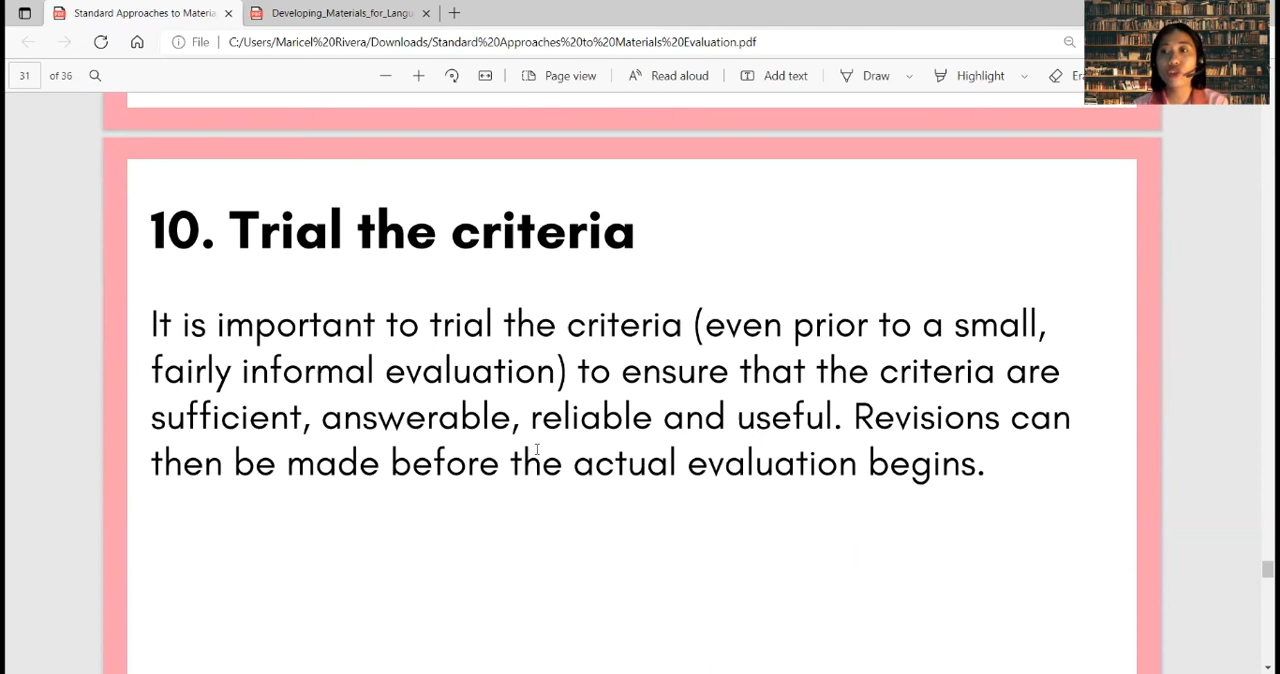 Standard Approaches to Materia
Developing_Materials_for_Langu
File
C:/Users/Maricel%20Rivera/Downloads/Standard%20Approaches%20to%20Materials%20Evaluation.pdf
31 of 36
Page view
Read aloud
Add text
Draw
Highlight
Er
10. Trial the criteria
It is important to trial the criteria (even prior to a small,
fairly informal evaluation) to ensure that the criteria are
sufficient, answerable, reliable and useful. Revisions can
then be made before the actual evaluation begins.